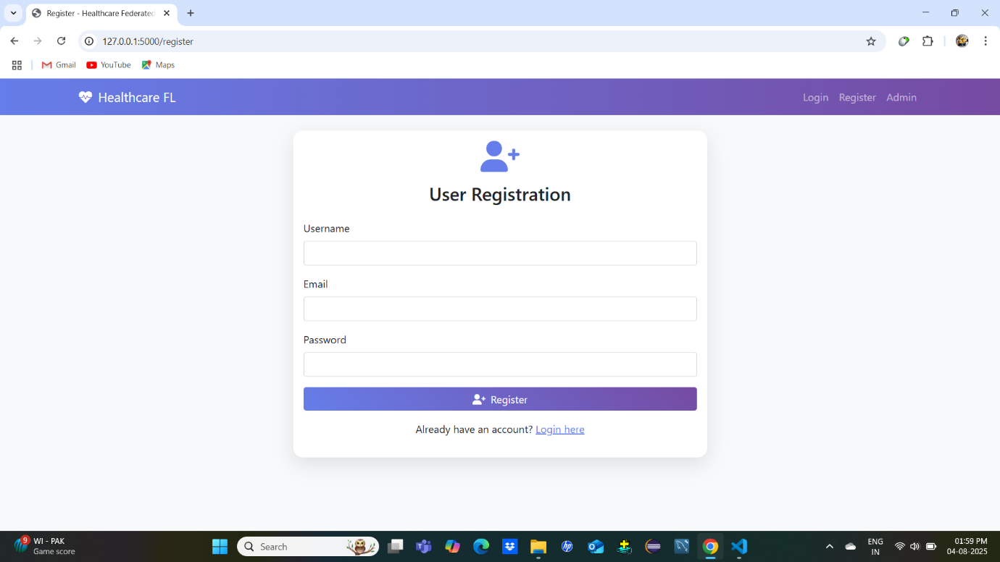 Register - Healthcare Federated
127.0.0.1:5000/register
Gmail YouTube Maps
Healthcare FL Login Register Admin
User Registration
Username
Email
Password
Register
Already have an account? Login here
9 WI - PAK
Game score
Search
ENG
IN
01:59 PM
04-08-2025